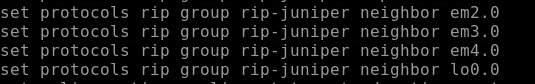 set protocols rip group rip-juniper neighbor em2.0
set protocols rip group rip-juniper neighbor em3.0
set protocols rip group rip-juniper neighbor em4.0
set protocols rip group rip-juniper neighbor lo0.0